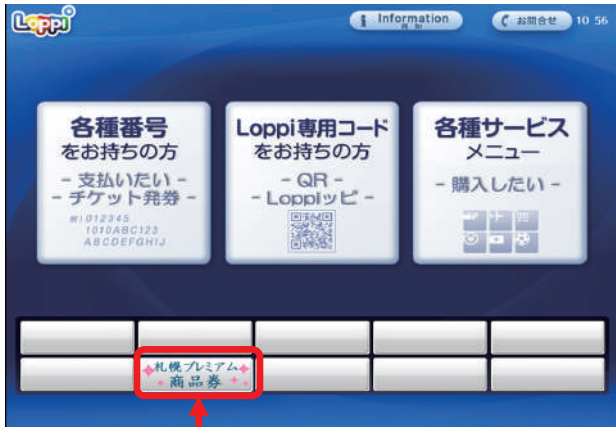 Loppi
Information
お問合せ
10 56
各種番号
をお持ちの方
- 支払いたい -
- チケット発券 -
例) 012345
1010ABC123
ABCDEFGHIJ
Loppi専用コード
をお持ちの方
- QR -
- Loppiッピ -
各種サービス
メニュー
- 購入したい -
札幌プレミアム
商品券